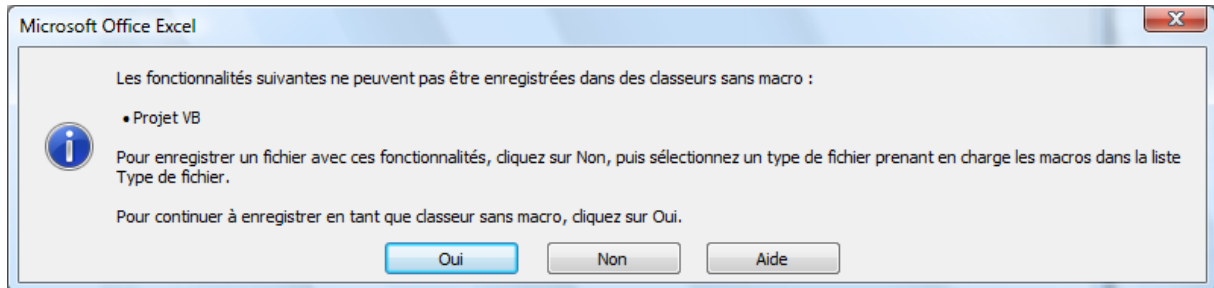 Microsoft Office Excel
Les fonctionnalités suivantes ne peuvent pas être enregistrées dans des classeurs sans macro :
• Projet VB
Pour enregistrer un fichier avec ces fonctionnalités, cliquez sur Non, puis sélectionnez un type de fichier prenant en charge les macros dans la liste
Type de fichier.
Pour continuer à enregistrer en tant que classeur sans macro, cliquez sur Oui.
Oui Non Aide